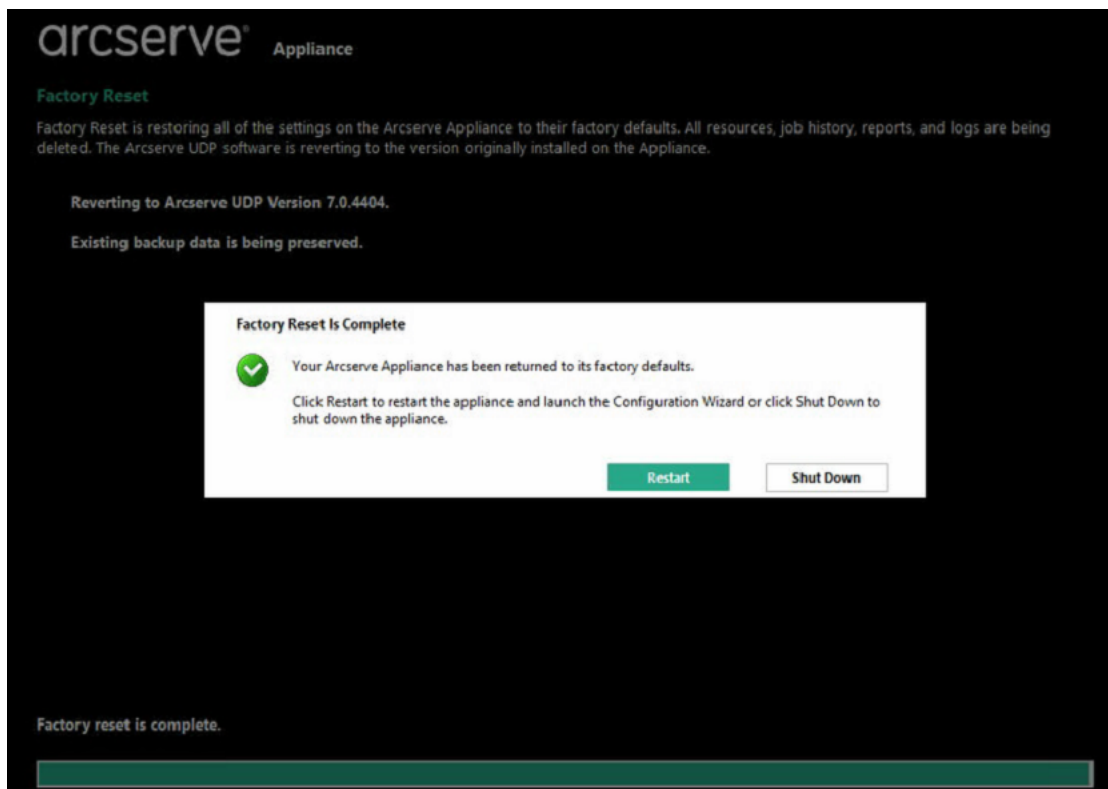 arcserve® Appliance
Factory Reset
Factory Reset is restoring all of the settings on the Arcserve Appliance to their factory defaults. All resources, job history, reports, and logs are being
deleted. The Arcserve UDP software is reverting to the version originally installed on the Appliance.
Reverting to Arcserve UDP Version 7.0.4404.
Existing backup data is being preserved.
Factory Reset Is Complete
Your Arcserve Appliance has been returned to its factory defaults.
Click Restart to restart the appliance and launch the Configuration Wizard or click Shut Down to
shut down the appliance.
Restart Shut Down
Factory reset is complete.